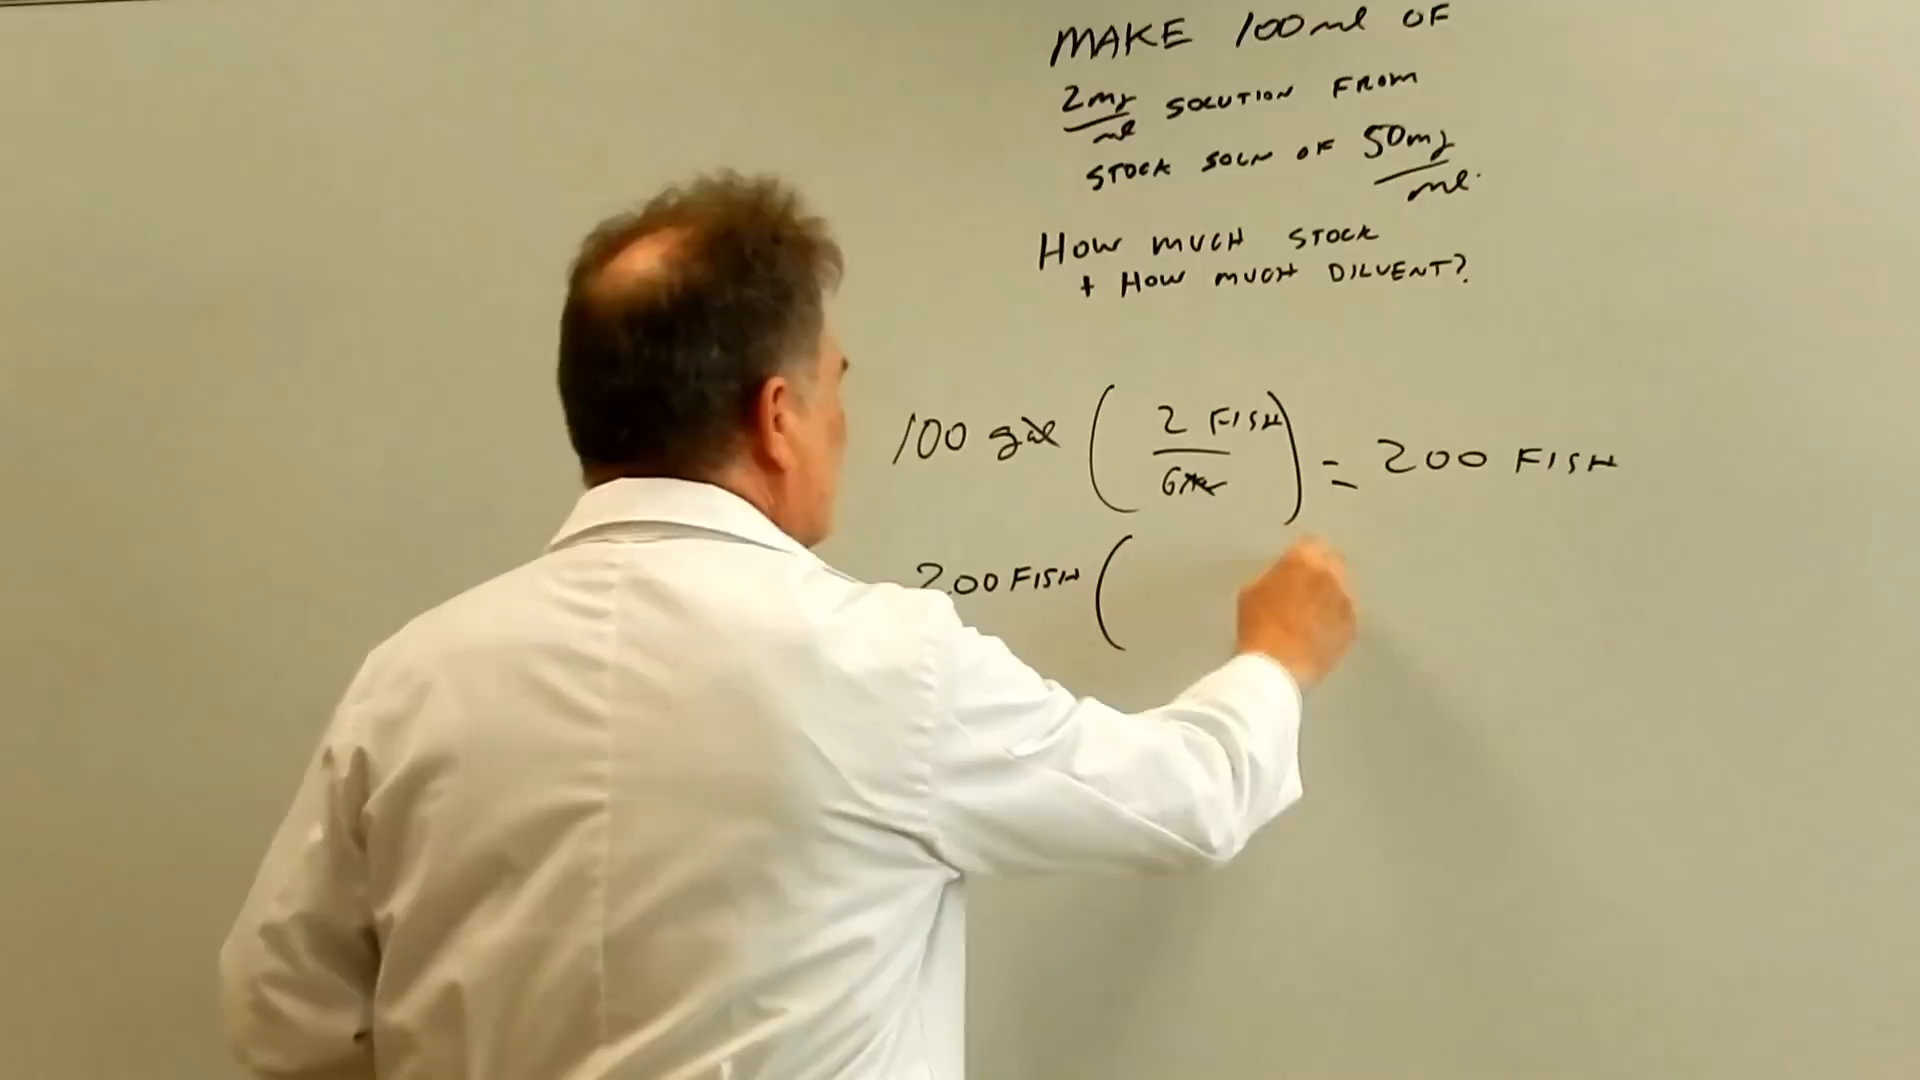 MAKE 100ml OF
2mg/ml SOLUTION FROM
STOCK SOLN OF 50mg/ml.
HOW MUCH STOCK
+ HOW MUCH DILUENT?
100 gal ( 2 FISH / GAL ) = 200 FISH
200 FISH (